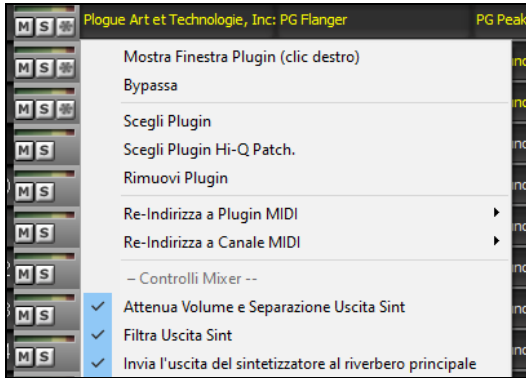 Plogue Art et Technologie, Inc: PG Flanger PG Peak
M S
M S Mostra Finestra Plugin (clic destro)
Bypassa
M S
Scegli Plugin
M S Scegli Plugin Hi-Q Patch.
M S Rimuovi Plugin
M S Re-Indirizza a Plugin MIDI
Re-Indirizza a Canale MIDI
M S – Controlli Mixer --
M S Attenua Volume e Separazione Uscita Sint
Filtra Uscita Sint
M S Invia l'uscita del sintetizzatore al riverbero principale